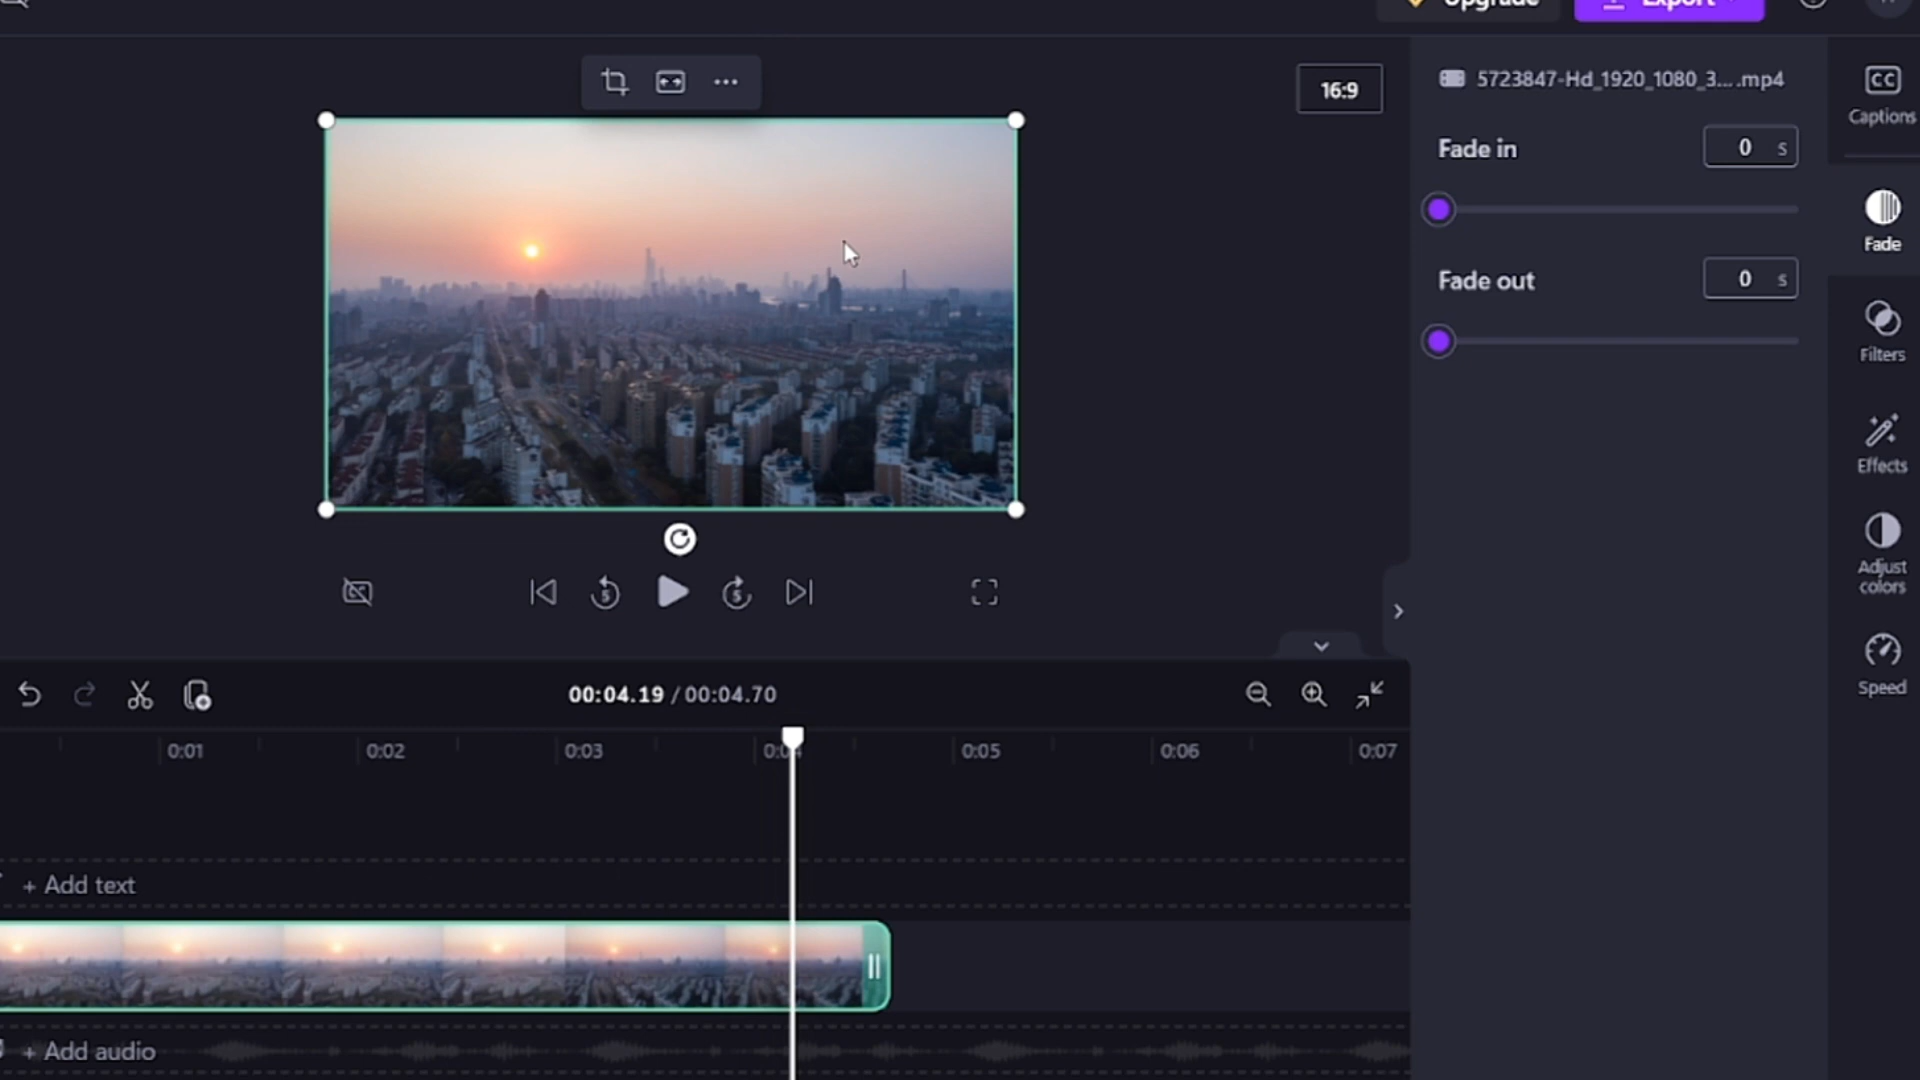 Upgrade
Export
16:9
5723847-Hd_1920_1080_3....mp4
Fade in
0 s
Fade out
0 s
CC
Captions
Fade
Filters
Effects
Adjust
colors
Speed
5
5
00:04.19 / 00:04.70
0:01
0:02
0:03
0:04
0:05
0:06
0:07
+ Add text
+ Add audio